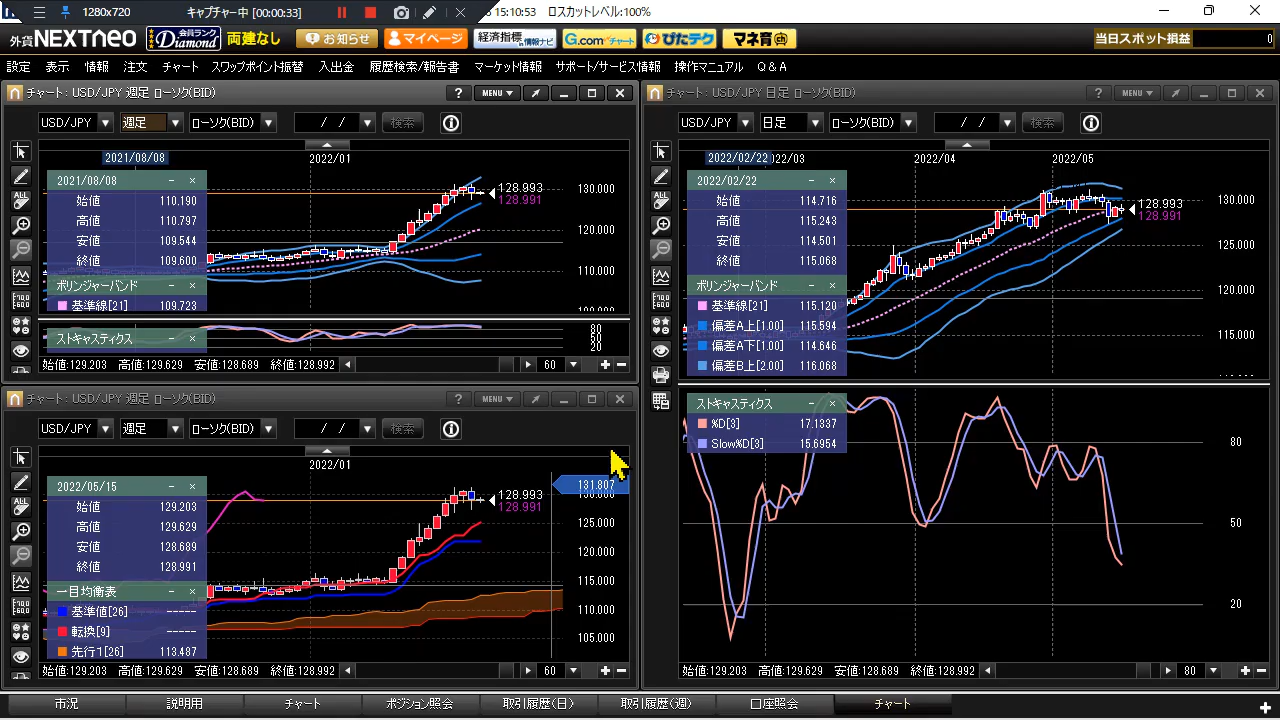 1280x720 キャプチャー中 [00:00:33] 15:10:53 ロスカットレベル:100%
外貨 NEXTneo 会員ランク Diamond 両建なし お知らせ マイページ 経済指標 情報ナビ G.comチャート ぴたテク マネ育 当日スポット損益 0
設定 表示 情報 注文 チャート スワップポイント振替 入出金 履歴検索/報告書 マーケット情報 サポート/サービス情報 操作マニュアル Q&A
チャート: USD/JPY 週足 ローソク(BID) ? MENU
USD/JPY 週足 ローソク(BID) / / 検索
2021/08/08 2022/01
2021/08/08
始値 110.190
高値 110.797
安値 109.544
終値 109.600
ボリンジャーバンド
基準線[21] 109.723
130.000
128.993
128.991
120.000
110.000
ストキャスティクス
80
50
20
始値:129.203 高値:129.629 安値:128.689 終値:128.992 60
チャート: USD/JPY 週足 ローソク(BID) ? MENU
USD/JPY 週足 ローソク(BID) / / 検索
2022/01
2022/05/15
始値 129.203
高値 129.629
安値 128.689
終値 128.991
一目均衡表
基準値[26] -----
転換[9] -----
先行1[26] 113.487
131.807
130.000
128.993
128.991
125.000
120.000
115.000
110.000
105.000
始値:129.203 高値:129.629 安値:128.689 終値:128.992 60
チャート: USD/JPY 日足 ローソク(BID) ? MENU
USD/JPY 日足 ローソク(BID) / / 検索
2022/02/22 2022/04 2022/05
2022/02/22
始値 114.716
高値 115.243
安値 114.501
終値 115.068
ボリンジャーバンド
基準線[21] 115.120
偏差A上[1.00] 115.594
偏差A下[1.00] 114.646
偏差B上[2.00] 116.068
130.000
128.993
128.991
125.000
120.000
115.000
ストキャスティクス
%D[3] 17.1337
Slow%D[3] 15.6954
80
50
20
始値:129.203 高値:129.629 安値:128.689 終値:128.992 80
市況 説明用 チャート ポジション照会 取引履歴(日) 取引履歴(週) 口座照会 チャート